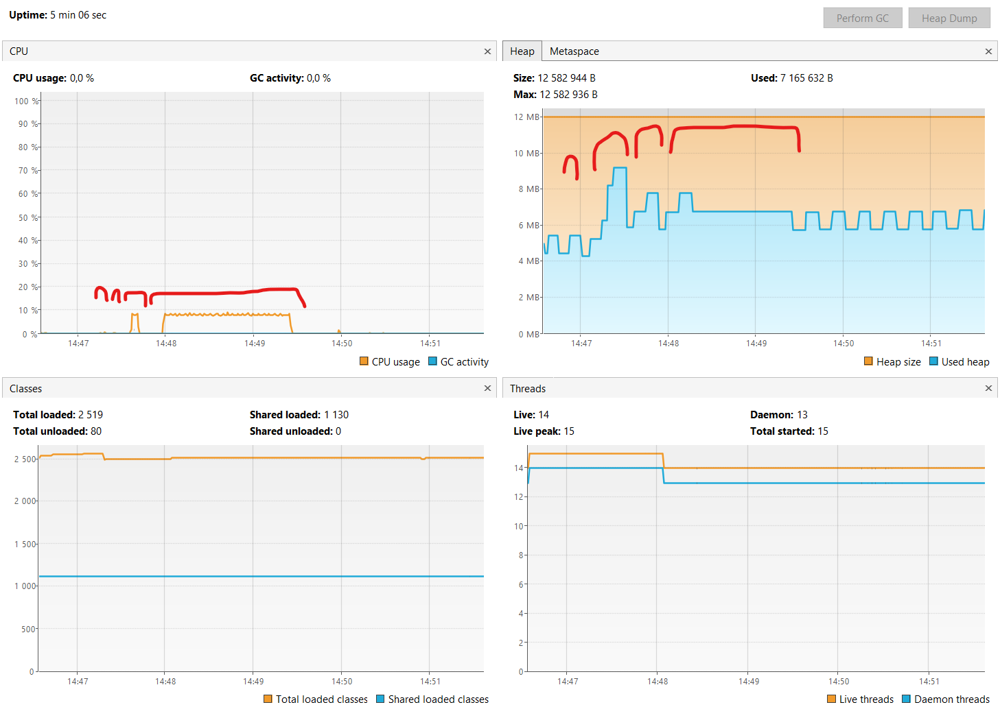 Uptime: 5 min 06 sec
Perform GC
Heap Dump
CPU
CPU usage: 0,0 %
GC activity: 0,0 %
100 %
90 %
80 %
70 %
60 %
50 %
40 %
30 %
20 %
10 %
0 %
14:47
14:48
14:49
14:50
14:51
CPU usage
GC activity
Heap
Metaspace
Size: 12 582 944 B
Used: 7 165 632 B
Max: 12 582 936 B
12 MB
10 MB
8 MB
6 MB
4 MB
2 MB
0 MB
14:47
14:48
14:49
14:50
14:51
Heap size
Used heap
Classes
Total loaded: 2 519
Shared loaded: 1 130
Total unloaded: 80
Shared unloaded: 0
2 500
2 000
1 500
1 000
500
0
14:47
14:48
14:49
14:50
14:51
Total loaded classes
Shared loaded classes
Threads
Live: 14
Daemon: 13
Live peak: 15
Total started: 15
14
12
10
8
6
4
2
0
14:47
14:48
14:49
14:50
14:51
Live threads
Daemon threads